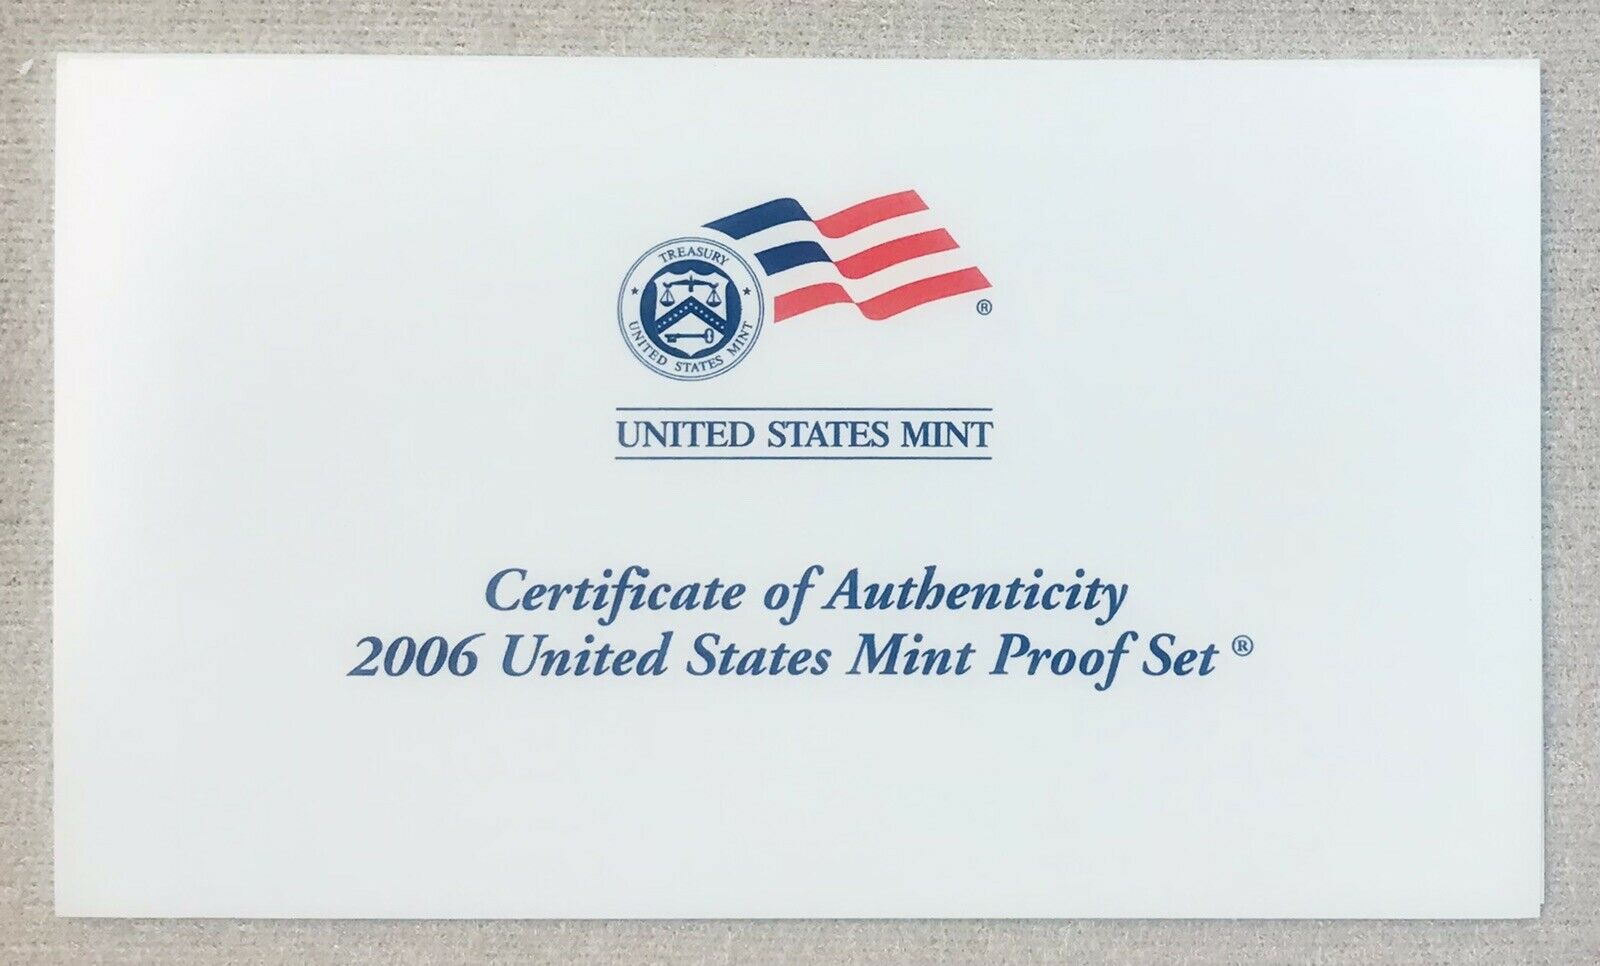 TREASURY
★ ★
UNITED STATES MINT
®
UNITED STATES MINT
Certificate of Authenticity
2006 United States Mint Proof Set ®